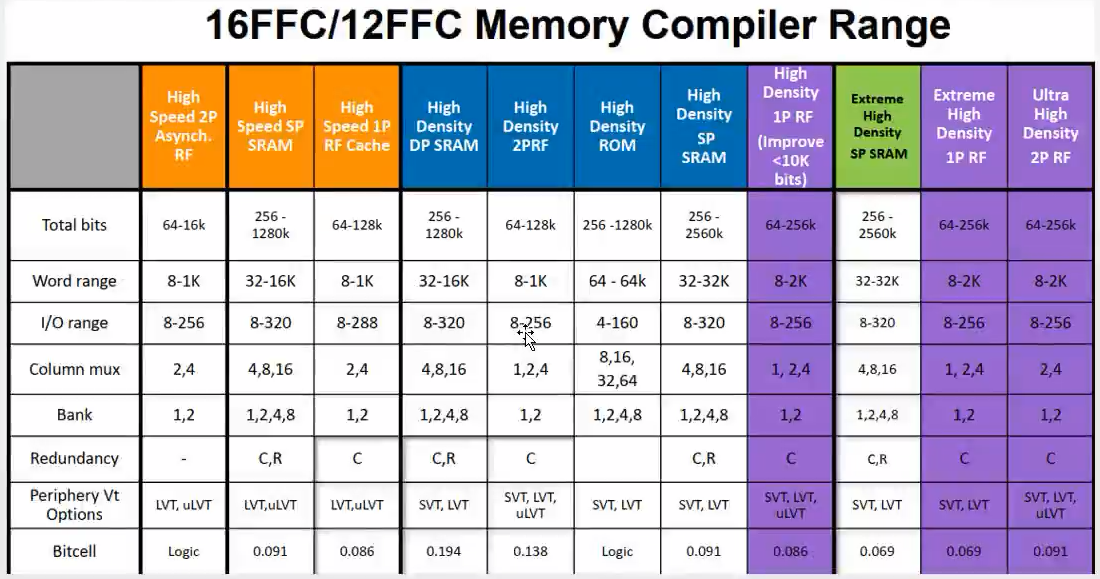 16FFC/12FFC Memory Compiler Range
High
Speed 2P
Asynch.
RF
High
Speed SP
SRAM
High
Speed 1P
RF Cache
High
Density
DP SRAM
High
Density
2PRF
High
Density
ROM
High
Density
SP
SRAM
High
Density
1P RF
(Improve
<10K
bits)
Extreme
High
Density
SP SRAM
Extreme
High
Density
1P RF
Ultra
High
Density
2P RF
Total bits 64-16k 256 - 1280k 64-128k 256 - 1280k 64-128k 256 -1280k 256 - 2560k 64-256k 256 - 2560k 64-256k 64-256k
Word range 8-1K 32-16K 8-1K 32-16K 8-1K 64 - 64k 32-32K 8-2K 32-32K 8-2K 8-2K
I/O range 8-256 8-320 8-288 8-320 8-256 4-160 8-320 8-256 8-320 8-256 8-256
Column mux 2,4 4,8,16 2,4 4,8,16 1,2,4 8,16, 32,64 4,8,16 1, 2,4 4,8,16 1, 2,4 2,4
Bank 1,2 1,2,4,8 1,2 1,2,4,8 1,2 1,2,4,8 1,2,4,8 1,2 1,2,4,8 1,2 1,2
Redundancy - C,R C C,R C C,R C C,R C C
Periphery Vt Options LVT, uLVT LVT,uLVT LVT,uLVT SVT, LVT SVT, LVT, uLVT SVT, LVT SVT, LVT SVT, LVT, uLVT SVT, LVT SVT, LVT SVT, LVT, uLVT
Bitcell Logic 0.091 0.086 0.194 0.138 Logic 0.091 0.086 0.069 0.069 0.091